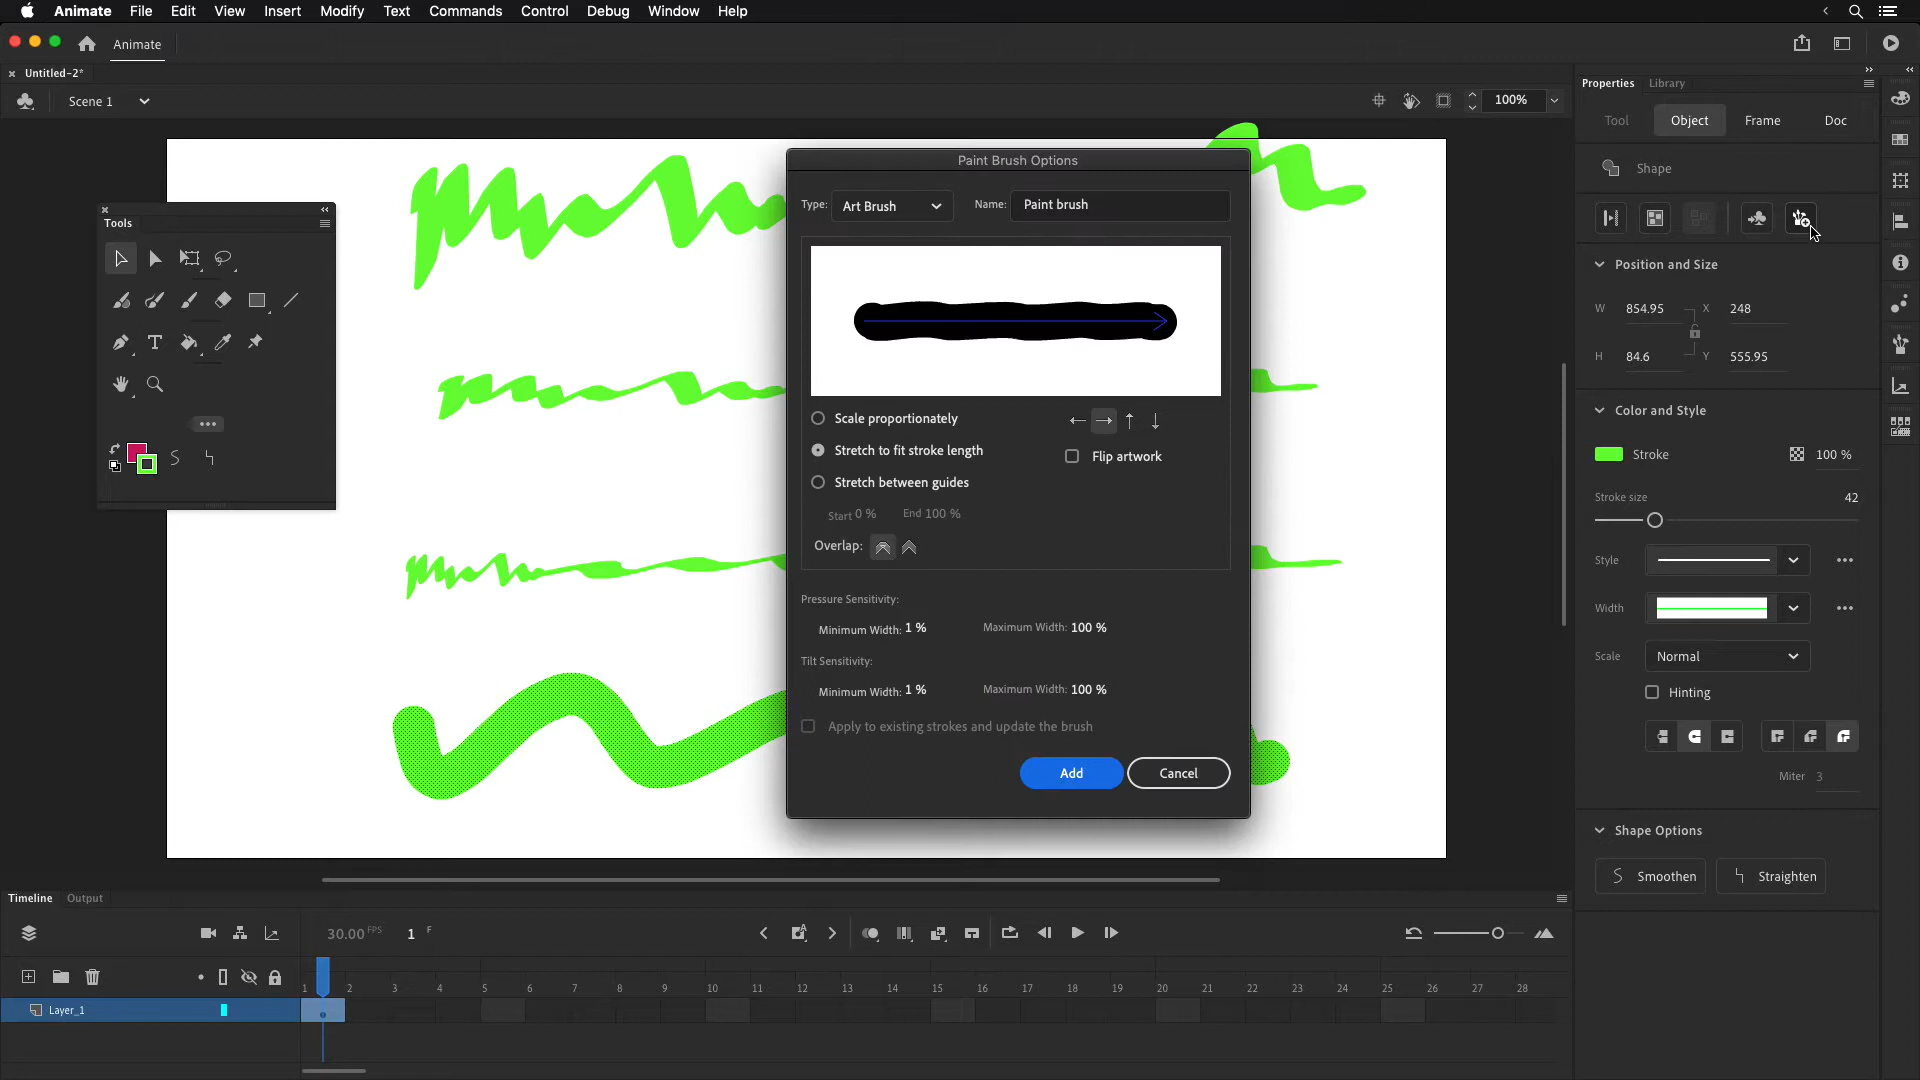 Animate File Edit View Insert Modify Text Commands Control Debug Window Help
Animate
Untitled-2*
Scene 1
100%
Properties Library
Tool Object Frame Doc
Shape
Paint Brush Options
Type: Art Brush Name: Paint brush
Tools
Position and Size
W 854.95 X 248
H 84.6 Y 555.95
Scale proportionately
Stretch to fit stroke length
Flip artwork
Stretch between guides
Start 0 % End 100 %
Overlap:
Color and Style
Stroke 100 %
Stroke size 42
Style
Width
Scale Normal
Hinting
Miter 3
Pressure Sensitivity:
Minimum Width: 1 % Maximum Width: 100 %
Tilt Sensitivity:
Minimum Width: 1 % Maximum Width: 100 %
Apply to existing strokes and update the brush
Add Cancel
Shape Options
Smoothen Straighten
Timeline Output
30.00 FPS 1 F
1 2 3 4 5 6 7 8 9 10 11 12 13 14 15 16 17 18 19 20 21 22 23 24 25 26 27 28
Layer_1